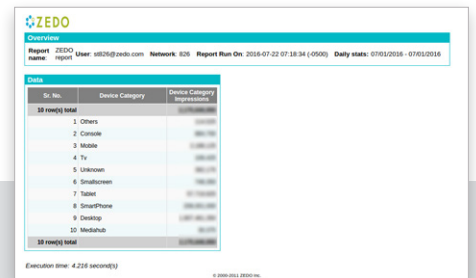 ZEDO
Overview
Report name: ZEDO report User: st826@zedo.com Network: 826 Report Run On: 2016-07-22 07:18:34 (-0500) Daily stats: 07/01/2016 - 07/01/2016
Data
Sr. No. Device Category Device Category Impressions
10 row(s) total
1 Others
2 Console
3 Mobile
4 Tv
5 Unknown
6 Smallscreen
7 Tablet
8 SmartPhone
9 Desktop
10 Mediahub
10 row(s) total
Execution time: 4.216 second(s)
© 2000-2011 ZEDO Inc.